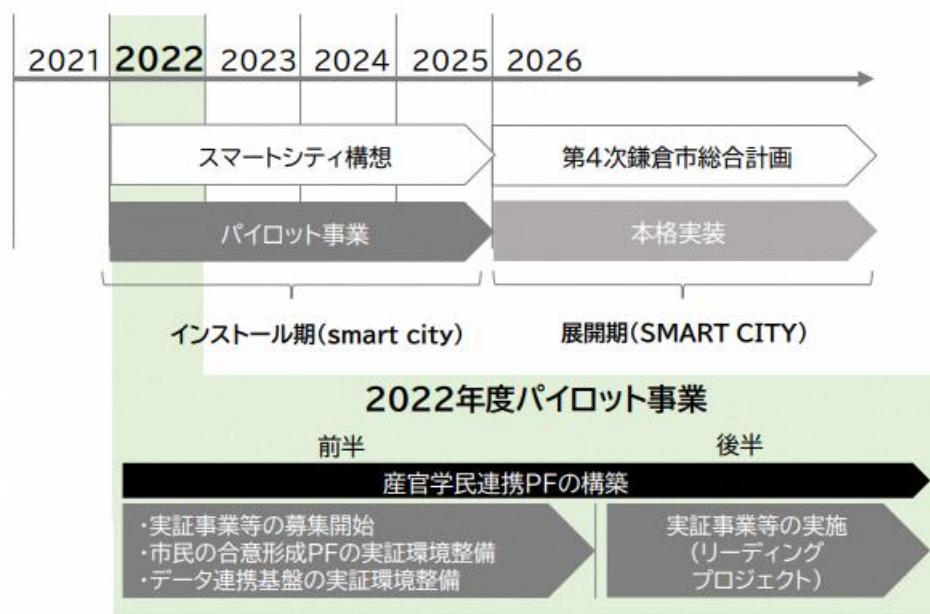 2021 2022 2023 2024 2025 2026
スマートシティ構想
第4次鎌倉市総合計画
パイロット事業
本格実装
インストール期(smart city)
展開期(SMART CITY)
2022年度パイロット事業
前半
後半
産官学民連携PFの構築
・実証事業等の募集開始
・市民の合意形成PFの実証環境整備
・データ連携基盤の実証環境整備
実証事業等の実施
(リーディング
プロジェクト)